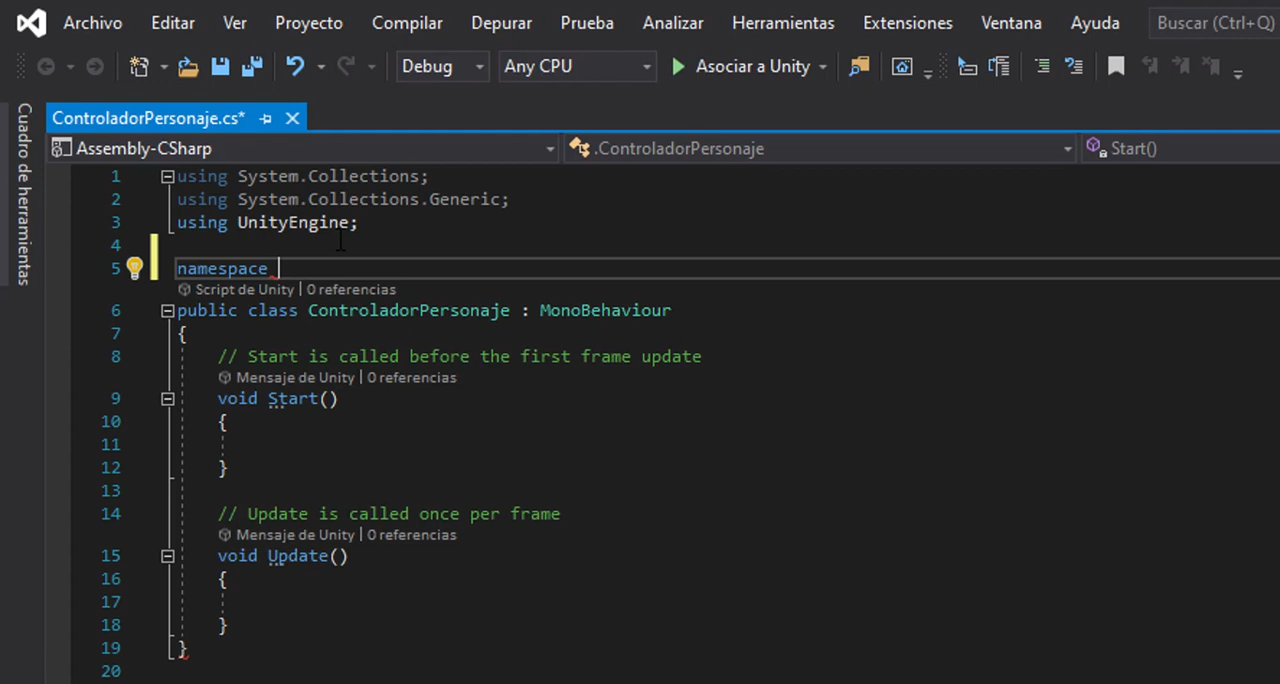 Archivo Editar Ver Proyecto Compilar Depurar Prueba Analizar Herramientas Extensiones Ventana Ayuda Buscar (Ctrl+Q)
Debug Any CPU Asociar a Unity
Cuadro de herramientas
ControladorPersonaje.cs*
Assembly-CSharp .ControladorPersonaje Start()
1 using System.Collections;
2 using System.Collections.Generic;
3 using UnityEngine;
4
5 namespace
Script de Unity | 0 referencias
6 public class ControladorPersonaje : MonoBehaviour
7 {
8 // Start is called before the first frame update
Mensaje de Unity | 0 referencias
9 void Start()
10 {
11
12 }
13
14 // Update is called once per frame
Mensaje de Unity | 0 referencias
15 void Update()
16 {
17
18 }
19 }
20